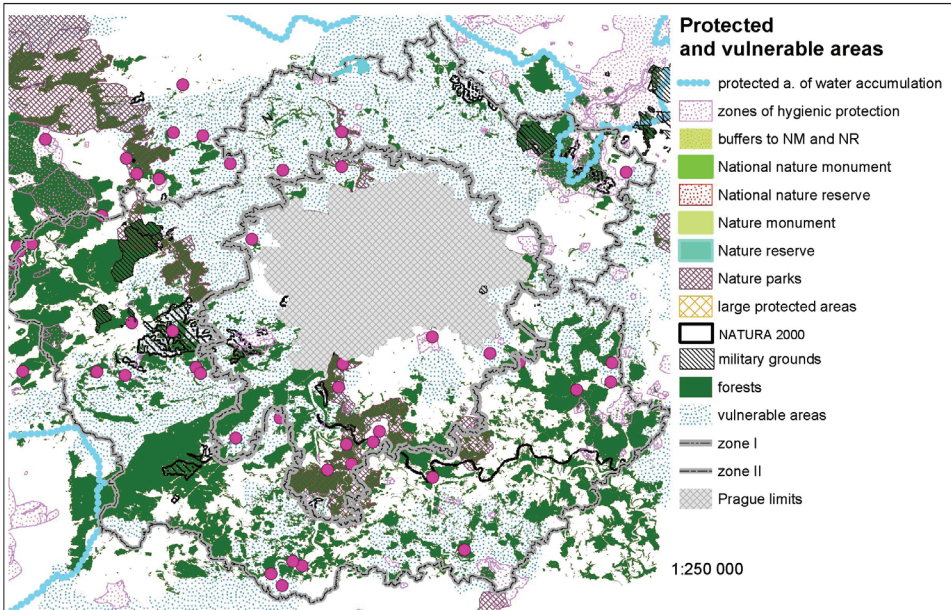 Protected
and vulnerable areas
protected a. of water accumulation
zones of hygienic protection
buffers to NM and NR
National nature monument
National nature reserve
Nature monument
Nature reserve
Nature parks
large protected areas
NATURA 2000
military grounds
forests
vulnerable areas
zone I
zone II
Prague limits
1:250 000